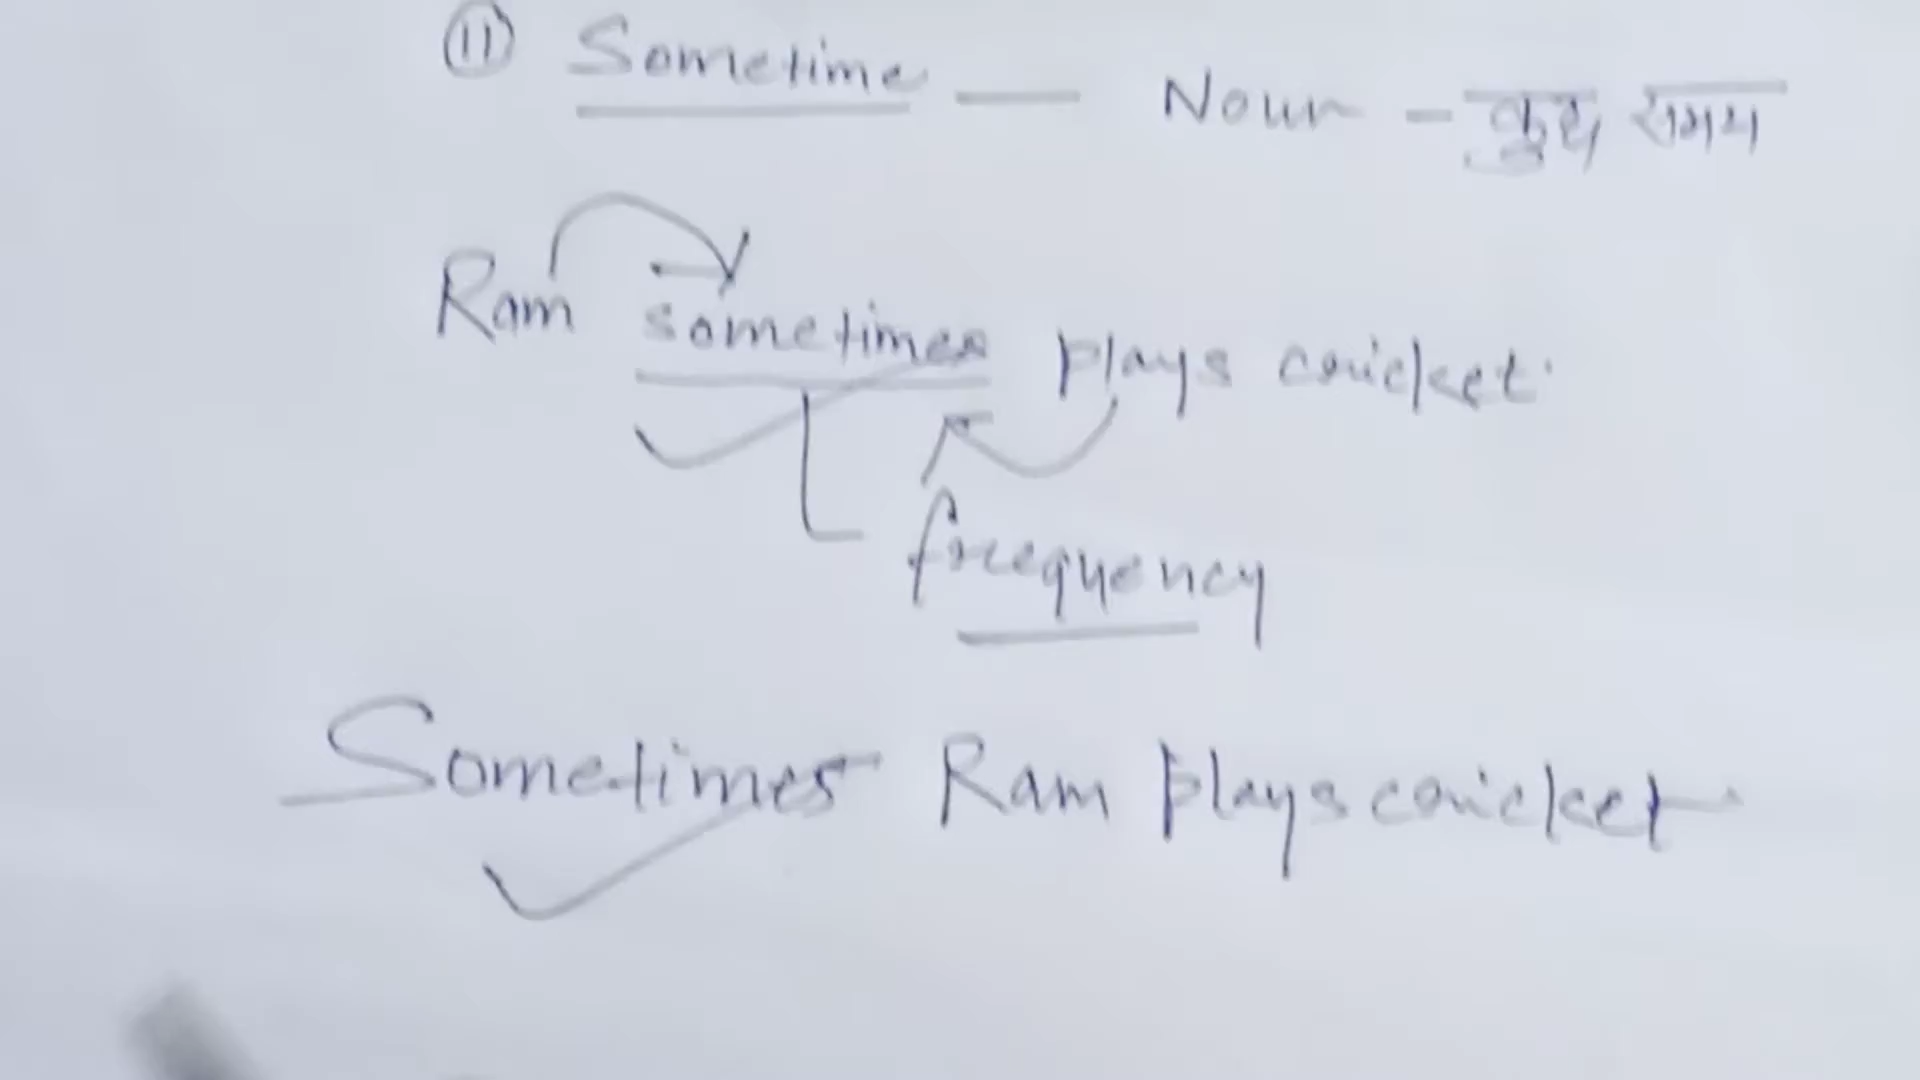 (11) Sometime — Noun - कुछ समय
Ram sometimes plays cricket.
frequency
Sometimes Ram plays cricket